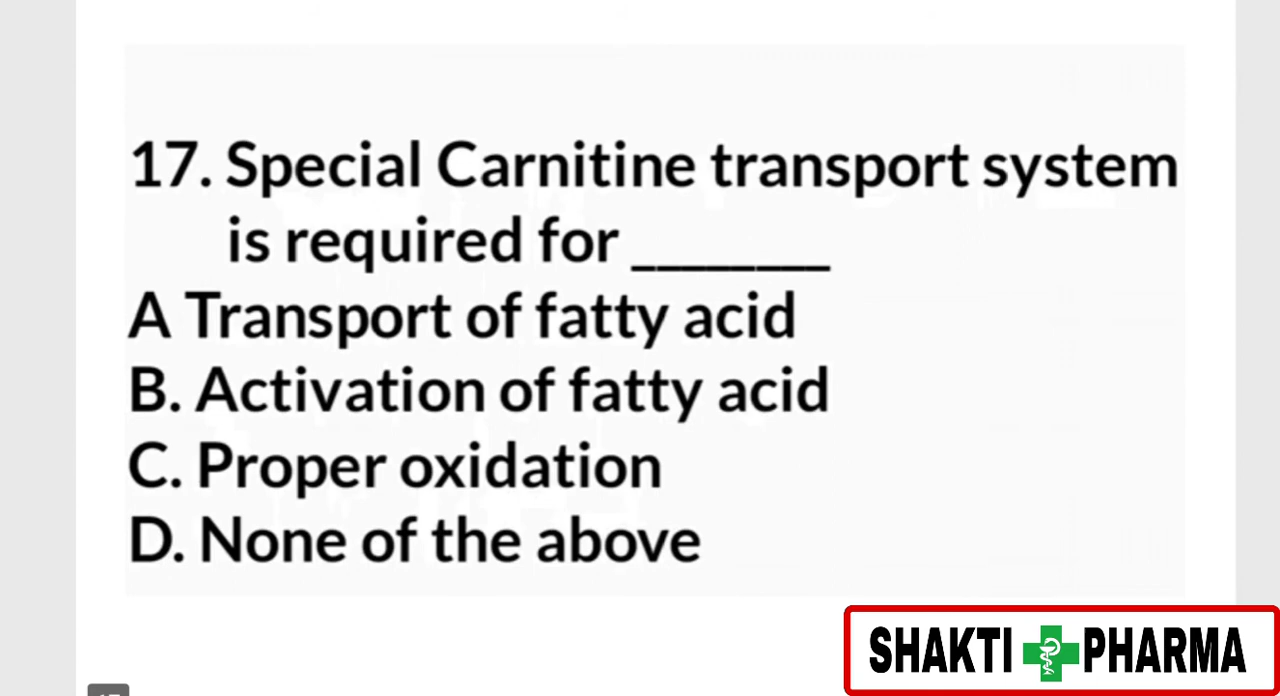 17. Special Carnitine transport system
is required for ________
A Transport of fatty acid
B. Activation of fatty acid
C. Proper oxidation
D. None of the above
SHAKTI PHARMA